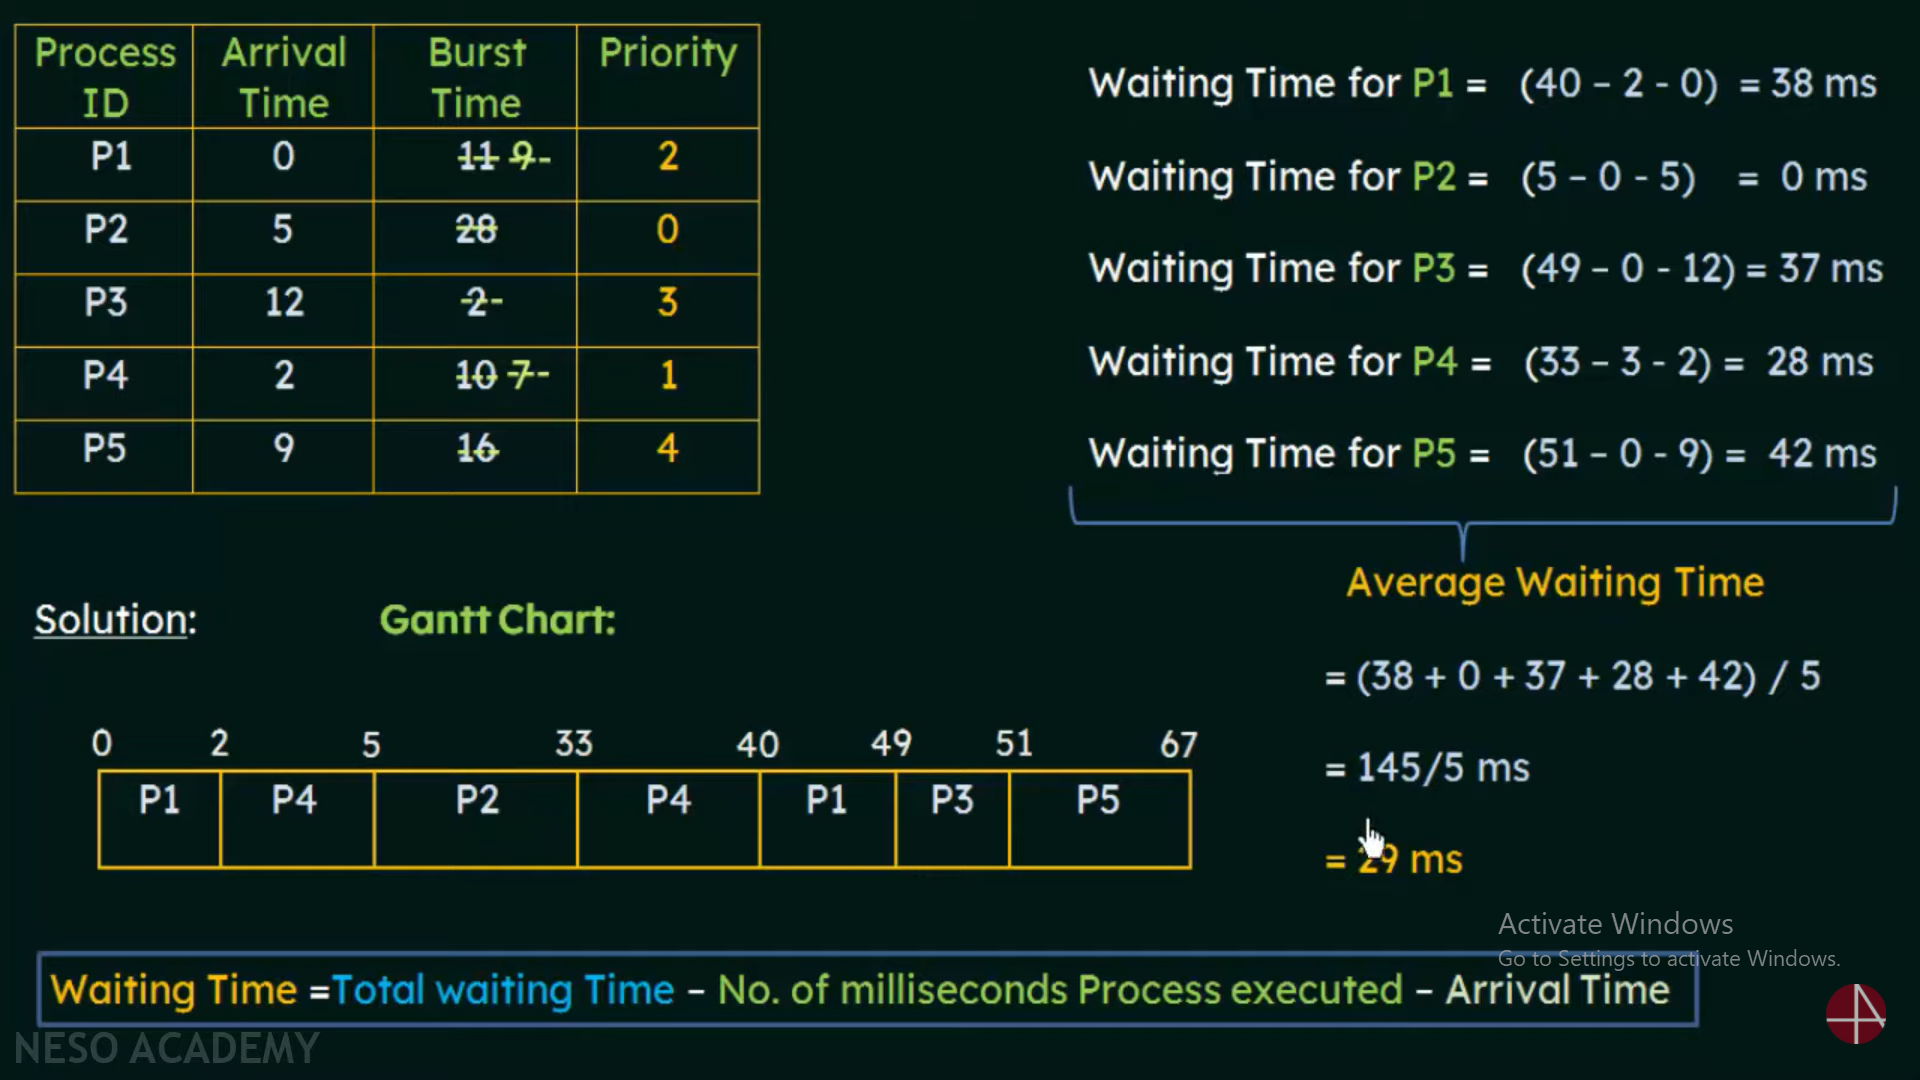 Process ID Arrival Time Burst Time Priority
P1 0 11 9 2
P2 5 28 0
P3 12 2 3
P4 2 10 7 1
P5 9 16 4
Waiting Time for P1 = (40 – 2 - 0) = 38 ms
Waiting Time for P2 = (5 – 0 - 5) = 0 ms
Waiting Time for P3 = (49 – 0 - 12) = 37 ms
Waiting Time for P4 = (33 – 3 - 2) = 28 ms
Waiting Time for P5 = (51 – 0 - 9) = 42 ms
Average Waiting Time
= (38 + 0 + 37 + 28 + 42) / 5
= 145/5 ms
= 29 ms
Solution: Gantt Chart:
0 2 5 33 40 49 51 67
P1 P4 P2 P4 P1 P3 P5
Activate Windows
Go to Settings to activate Windows.
Waiting Time =Total waiting Time – No. of milliseconds Process executed – Arrival Time
NESO ACADEMY